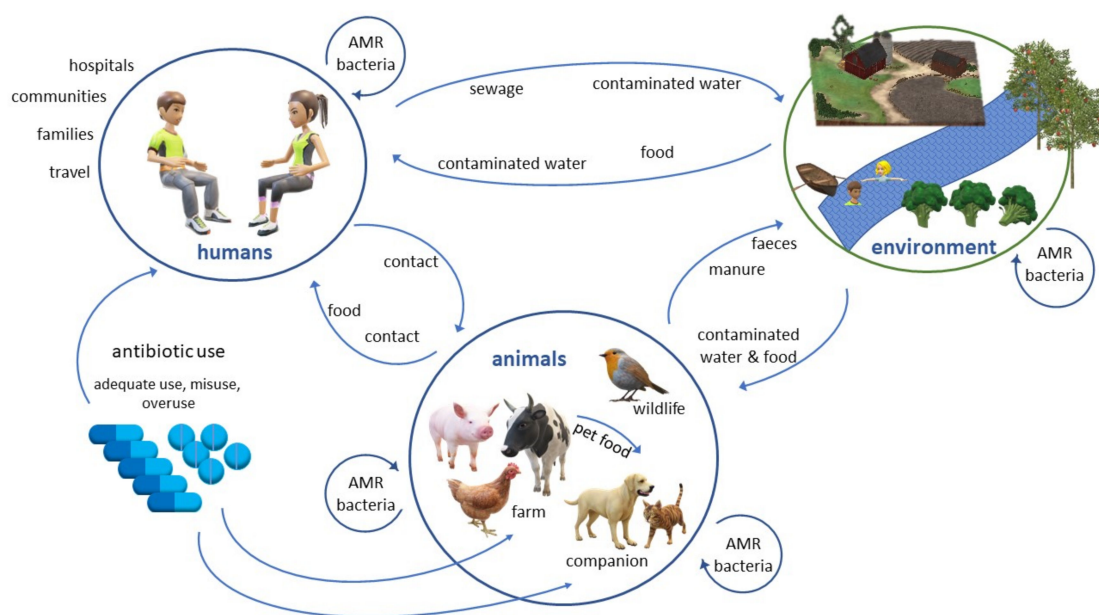 AMR
bacteria
hospitals
communities
families
travel
humans
sewage
contaminated water
contaminated water
food
environment
AMR
bacteria
faeces
manure
contact
food
contact
contaminated
water & food
antibiotic use
adequate use, misuse,
overuse
animals
wildlife
pet food
farm
companion
AMR
bacteria
AMR
bacteria